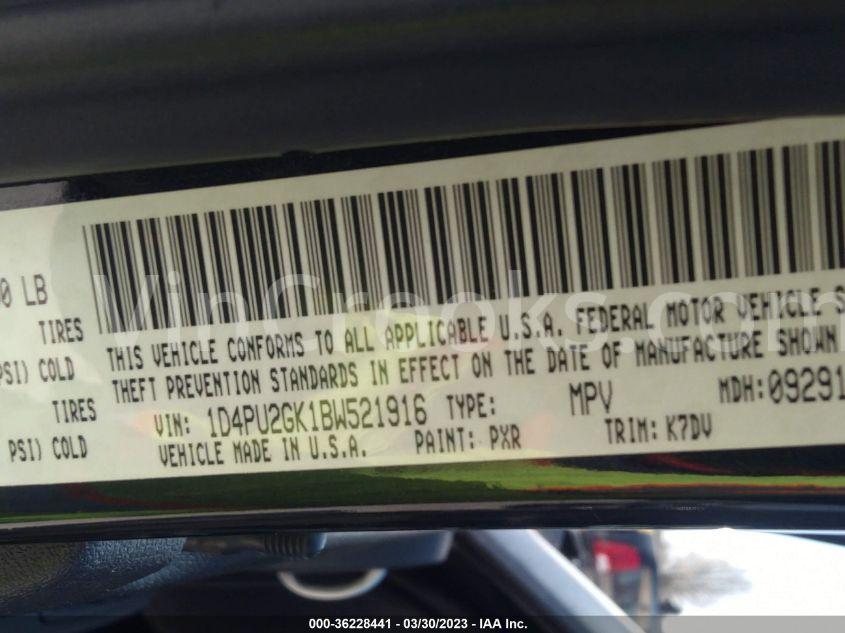 0 LB
TIRES
PSI) COLD
TIRES
PSI) COLD
THIS VEHICLE CONFORMS TO ALL APPLICABLE U.S.A. FEDERAL MOTOR VEHICLE S
THEFT PREVENTION STANDARDS IN EFFECT ON THE DATE OF MANUFACTURE SHOWN
VIN: 1D4PU2GK1BW521916 TYPE: MPV MDH:09291
VEHICLE MADE IN U.S.A. PAINT: PXR TRIM: K7DV
VinCrooks.com
000-36228441 - 03/30/2023 - IAA Inc.